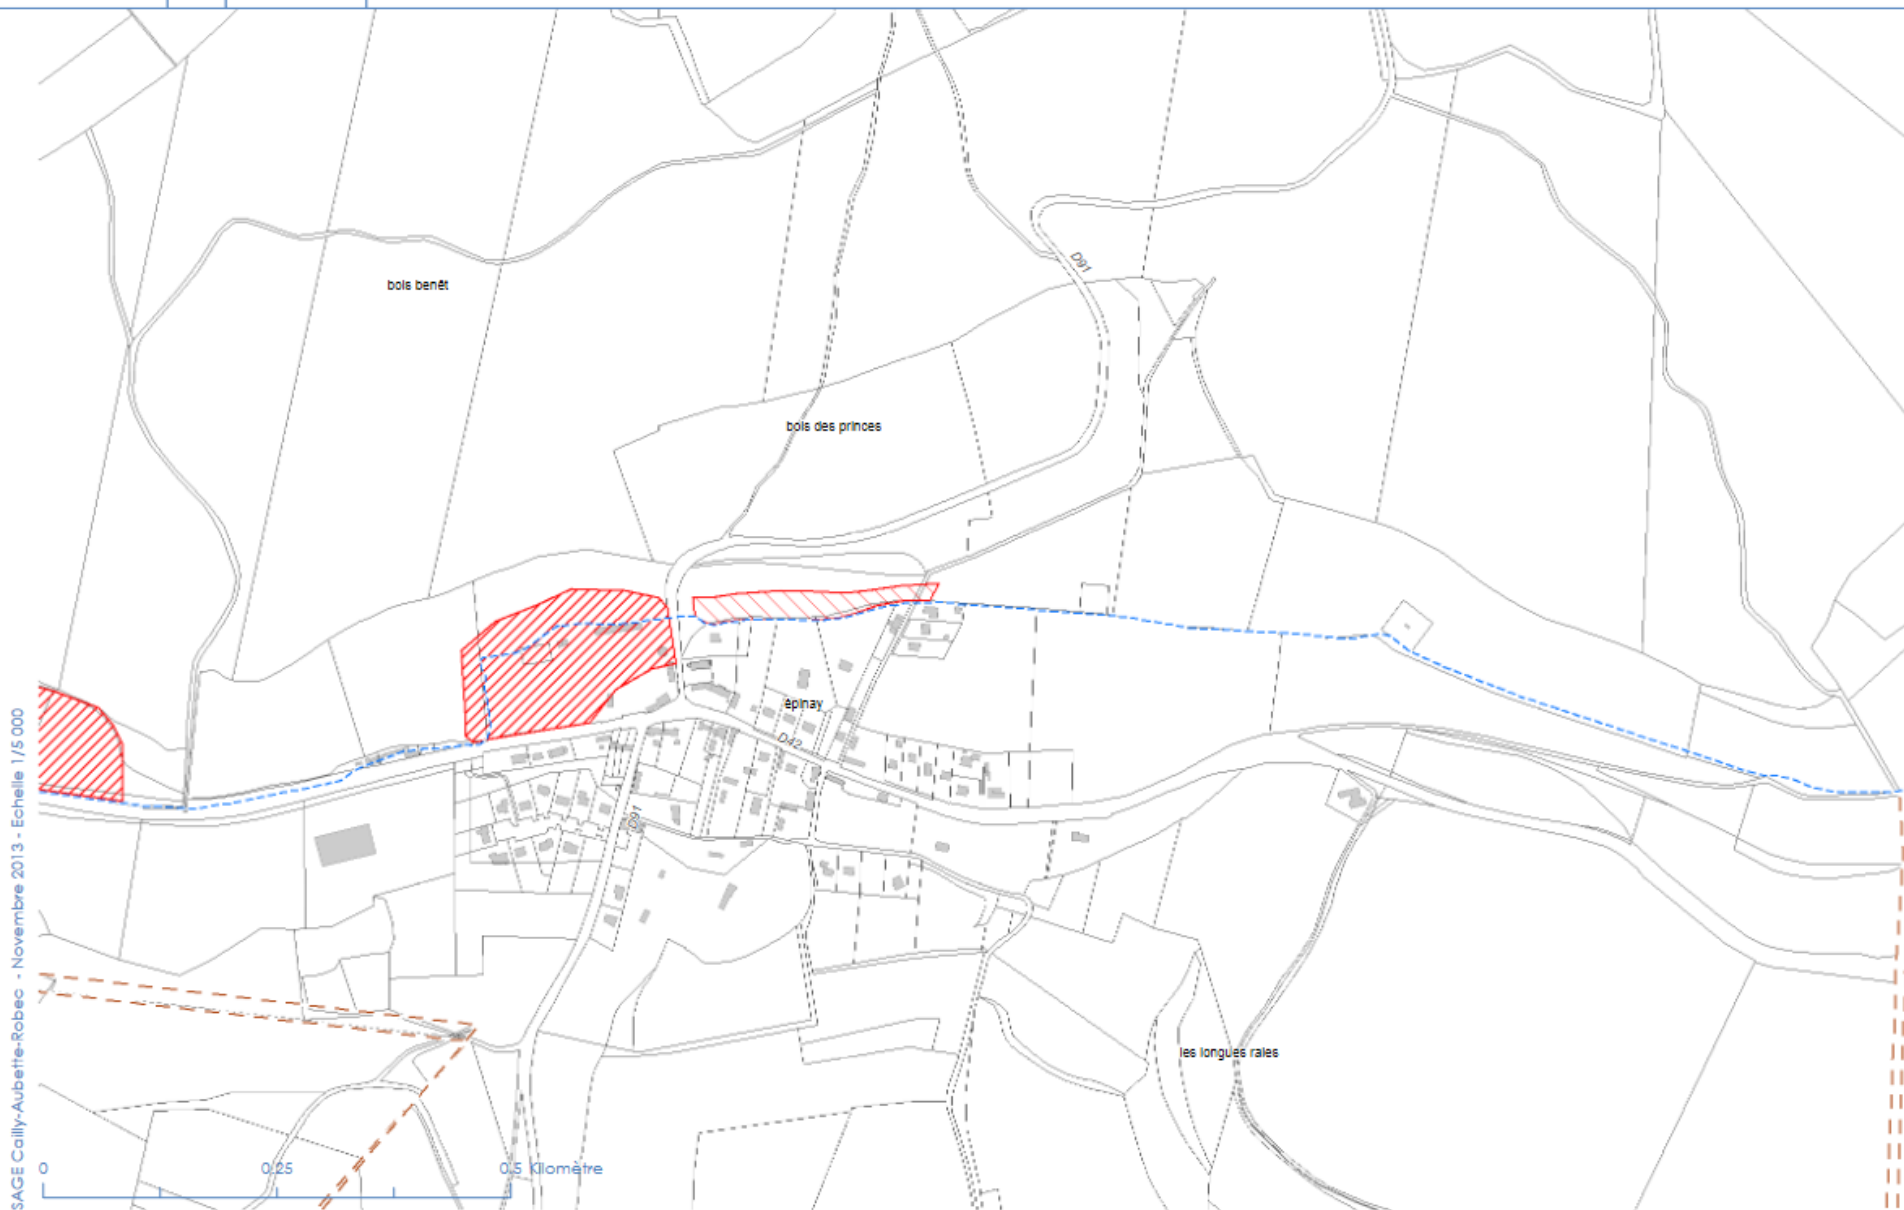 D91
bois benêt
bois des princes
épinay
D42
D91
les longues raies
0 0.25 0.5 Kilomètre
SAGE Cailly-Aubette-Robec - Novembre 2013 - Echelle 1/5 000